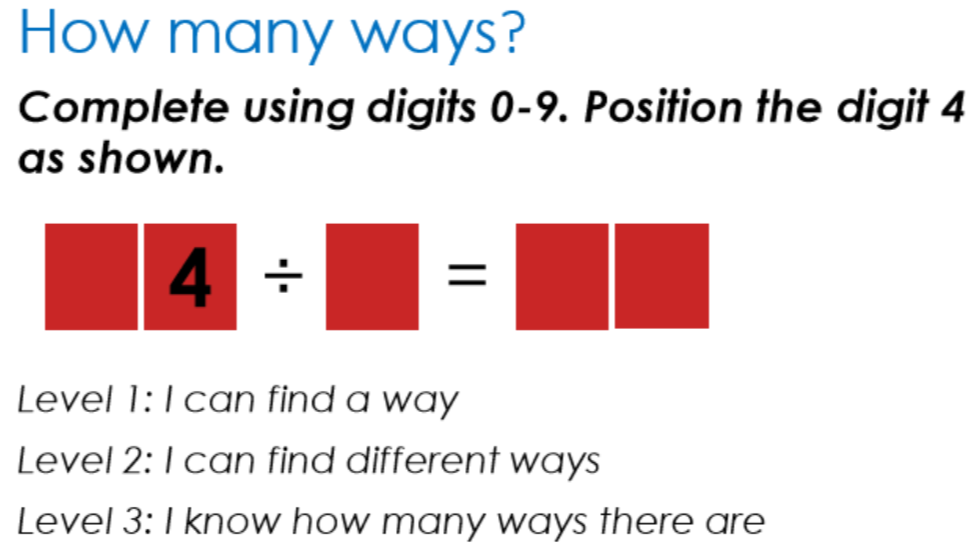 How many ways?
Complete using digits 0-9. Position the digit 4
as shown.
4 ÷ =
Level 1: I can find a way
Level 2: I can find different ways
Level 3: I know how many ways there are